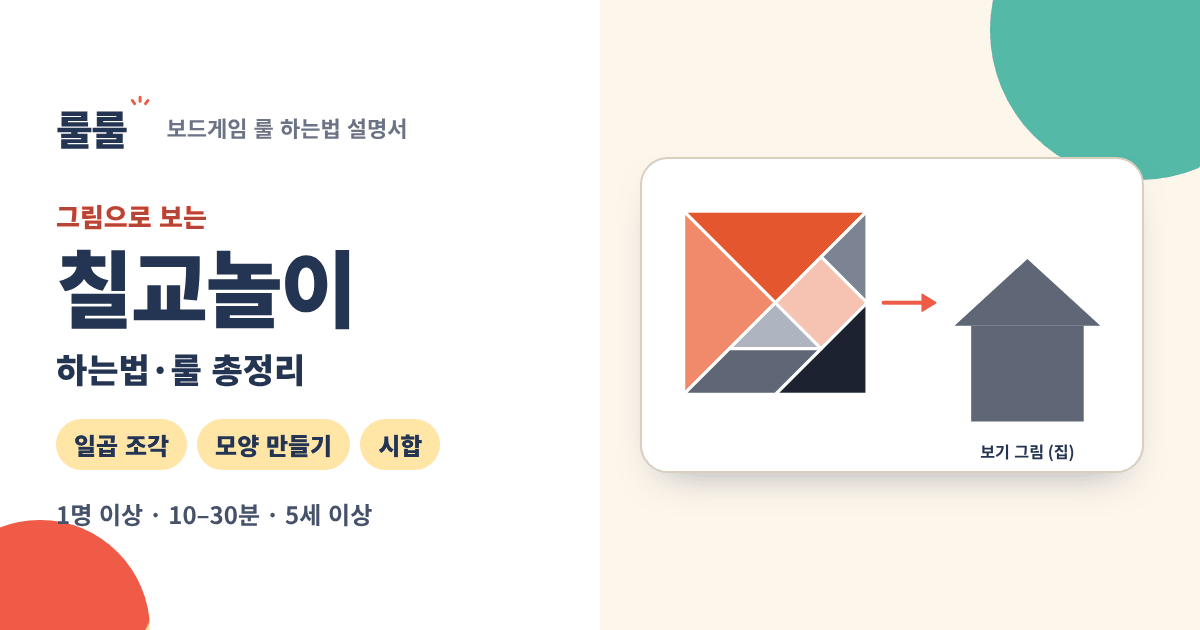 룰룰
보드게임 룰 하는법 설명서
그림으로 보는
칠교놀이
하는법·룰 총정리
일곱 조각
모양 만들기
시합
1명 이상 · 10–30분 · 5세 이상
보기 그림 (집)